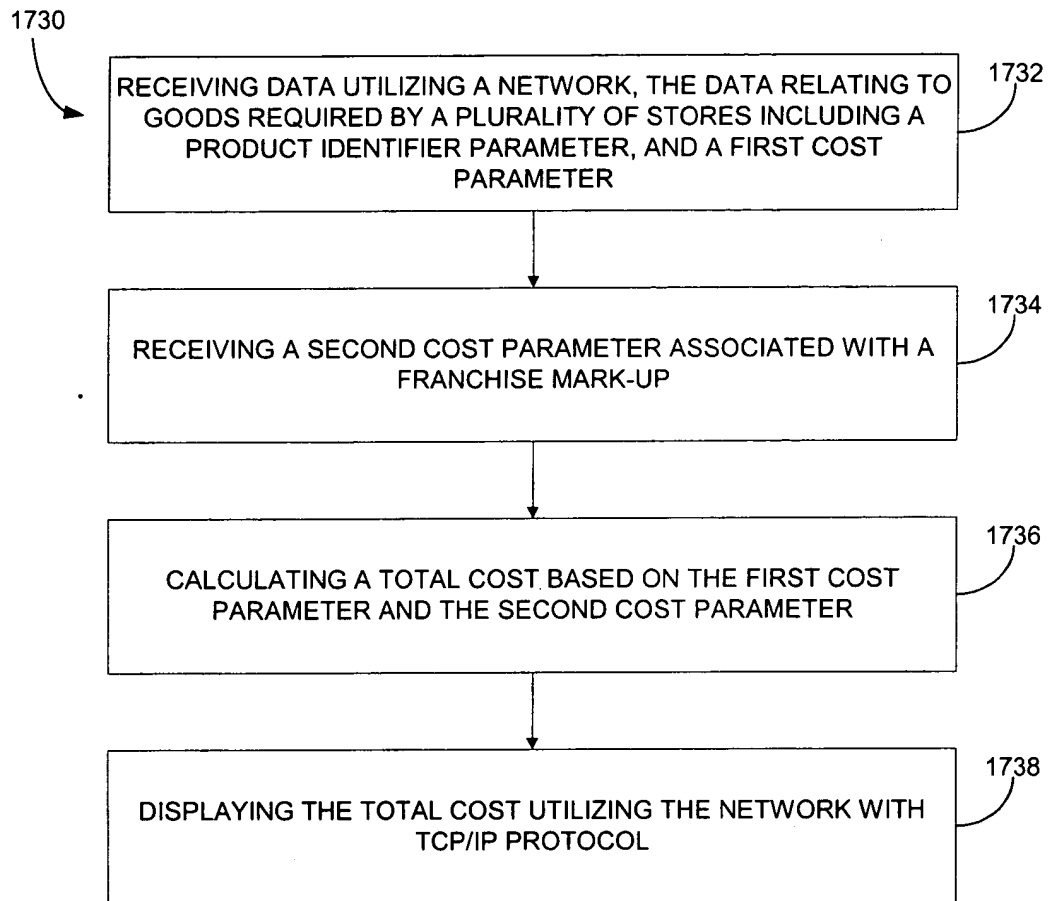 1730
RECEIVING DATA UTILIZING A NETWORK, THE DATA RELATING TO
GOODS REQUIRED BY A PLURALITY OF STORES INCLUDING A
PRODUCT IDENTIFIER PARAMETER, AND A FIRST COST
PARAMETER
1732
RECEIVING A SECOND COST PARAMETER ASSOCIATED WITH A
FRANCHISE MARK-UP
1734
CALCULATING A TOTAL COST BASED ON THE FIRST COST
PARAMETER AND THE SECOND COST PARAMETER
1736
DISPLAYING THE TOTAL COST UTILIZING THE NETWORK WITH
TCP/IP PROTOCOL
1738